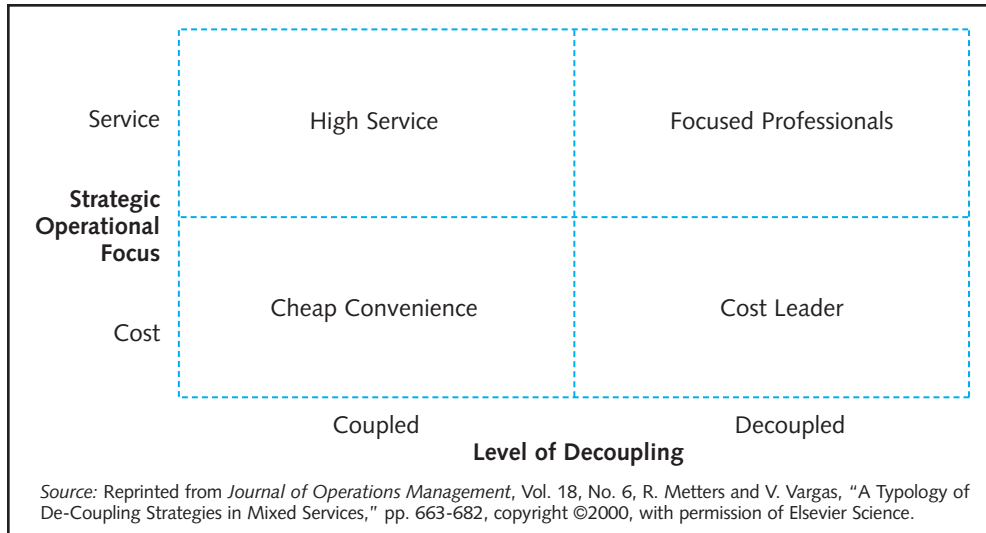 Service
High Service
Focused Professionals
Strategic
Operational
Focus
Cheap Convenience
Cost Leader
Cost
Coupled
Decoupled
Level of Decoupling
Source: Reprinted from Journal of Operations Management, Vol. 18, No. 6, R. Metters and V. Vargas, “A Typology of
De-Coupling Strategies in Mixed Services,” pp. 663-682, copyright ©2000, with permission of Elsevier Science.